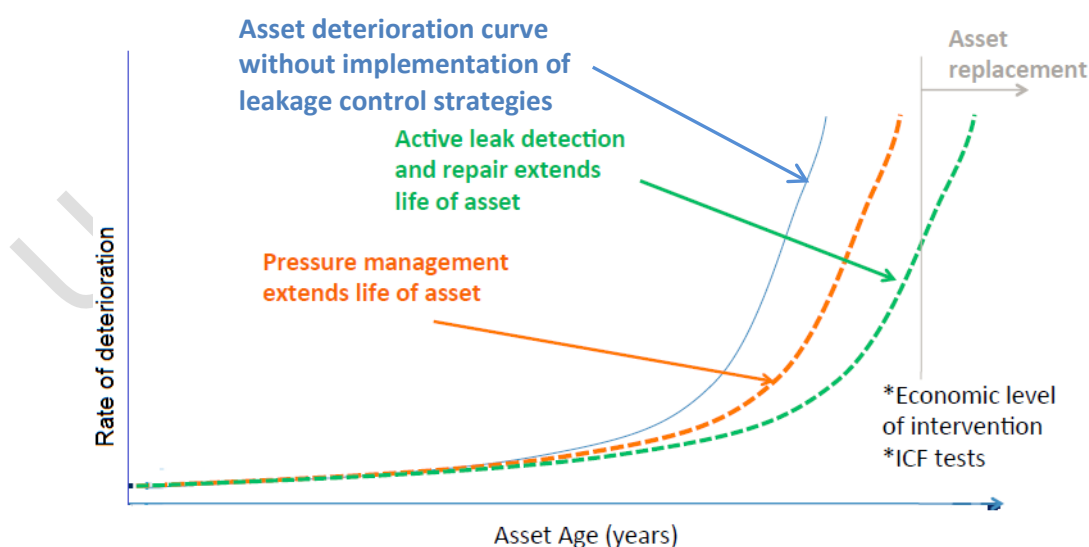 Asset deterioration curve
without implementation of
leakage control strategies
Asset
replacement
Active leak detection
and repair extends
life of asset
Pressure management
extends life of asset
Rate of deterioration
*Economic level
of intervention
*ICF tests
Asset Age (years)